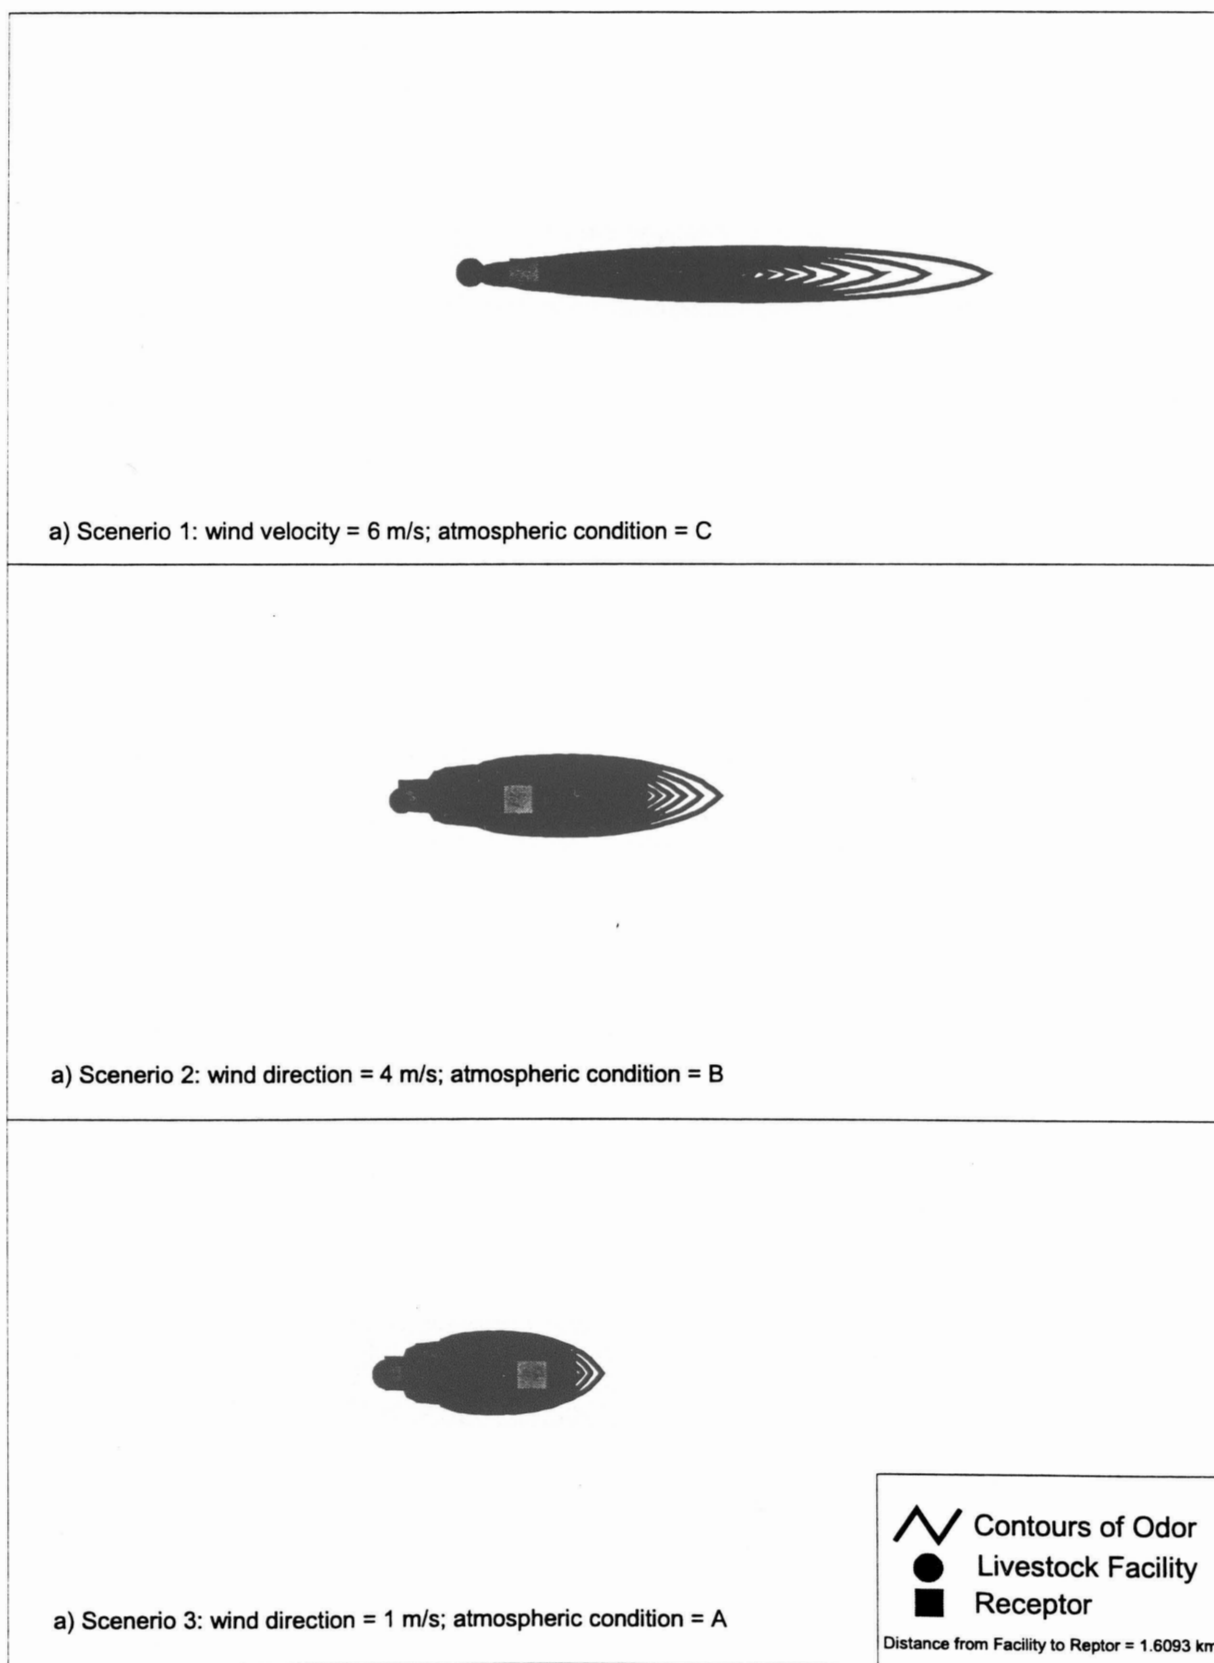 a) Scenerio 1: wind velocity = 6 m/s; atmospheric condition = C
a) Scenerio 2: wind direction = 4 m/s; atmospheric condition = B
a) Scenerio 3: wind direction = 1 m/s; atmospheric condition = A
Contours of Odor
Livestock Facility
Receptor
Distance from Facility to Reptor = 1.6093 km